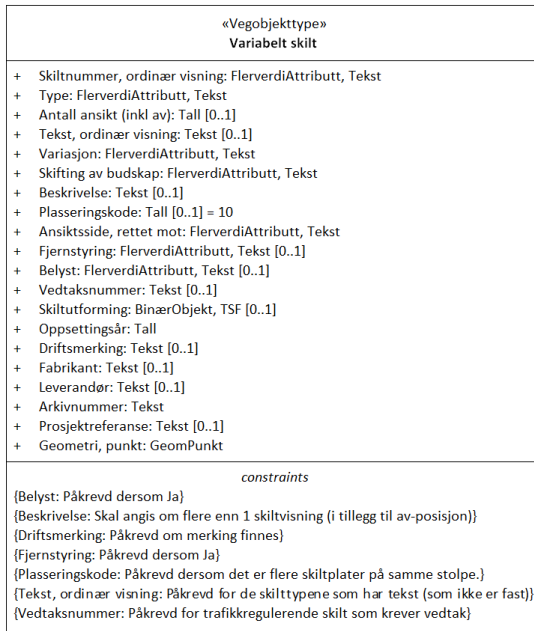 «Vegobjekttype»
Variabelt skilt
+ Skiltnummer, ordinær visning: FlerverdiAttributt, Tekst
+ Type: FlerverdiAttributt, Tekst
+ Antall ansikt (inkl av): Tall [0..1]
+ Tekst, ordinær visning: Tekst [0..1]
+ Variasjon: FlerverdiAttributt, Tekst
+ Skifting av budskap: FlerverdiAttributt, Tekst
+ Beskrivelse: Tekst [0..1]
+ Plasseringskode: Tall [0..1] = 10
+ Ansiktsside, rettet mot: FlerverdiAttributt, Tekst
+ Fjernstyring: FlerverdiAttributt, Tekst [0..1]
+ Belyst: FlerverdiAttributt, Tekst [0..1]
+ Vedtaksnummer: Tekst [0..1]
+ Skiltutforming: BinærObjekt, TSF [0..1]
+ Oppsettingsår: Tall
+ Driftsmerking: Tekst [0..1]
+ Fabrikant: Tekst [0..1]
+ Leverandør: Tekst [0..1]
+ Arkivnummer: Tekst
+ Prosjektreferanse: Tekst [0..1]
+ Geometri, punkt: GeomPunkt
constraints
{Belyst: Påkrevd dersom Ja}
{Beskrivelse: Skal angis om flere enn 1 skiltvisning (i tillegg til av-posisjon)}
{Driftsmerking: Påkrevd om merking finnes}
{Fjernstyring: Påkrevd dersom Ja}
{Plasseringskode: Påkrevd dersom det er flere skiltplater på samme stolpe.}
{Tekst, ordinær visning: Påkrevd for de skilttypene som har tekst (som ikke er fast)}
{Vedtaksnummer: Påkrevd for trafikkregulerende skilt som krever vedtak}